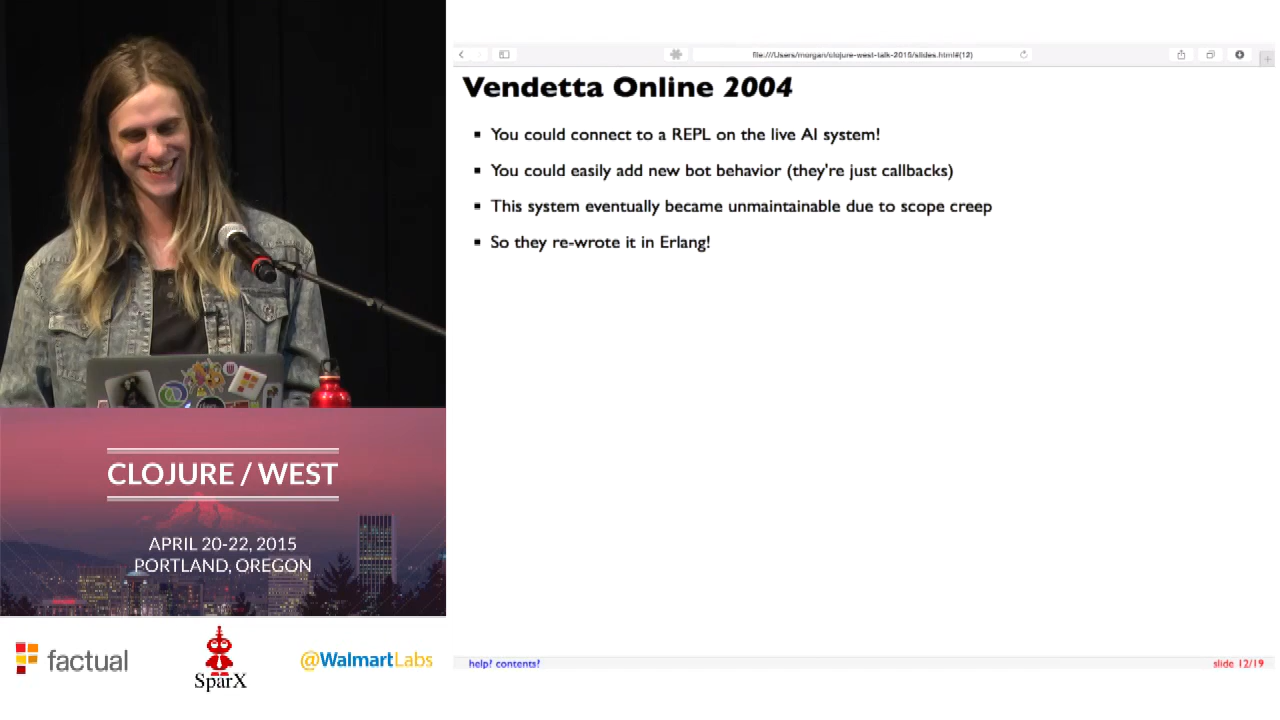 file:///Users/morgan/clojure-west-talk-2015/slides.html#(12)
Vendetta Online 2004
You could connect to a REPL on the live AI system!
You could easily add new bot behavior (they're just callbacks)
This system eventually became unmaintainable due to scope creep
So they re-wrote it in Erlang!
help? contents?
slide 12/19
CLOJURE / WEST
APRIL 20-22, 2015
PORTLAND, OREGON
factual
SparX
@WalmartLabs